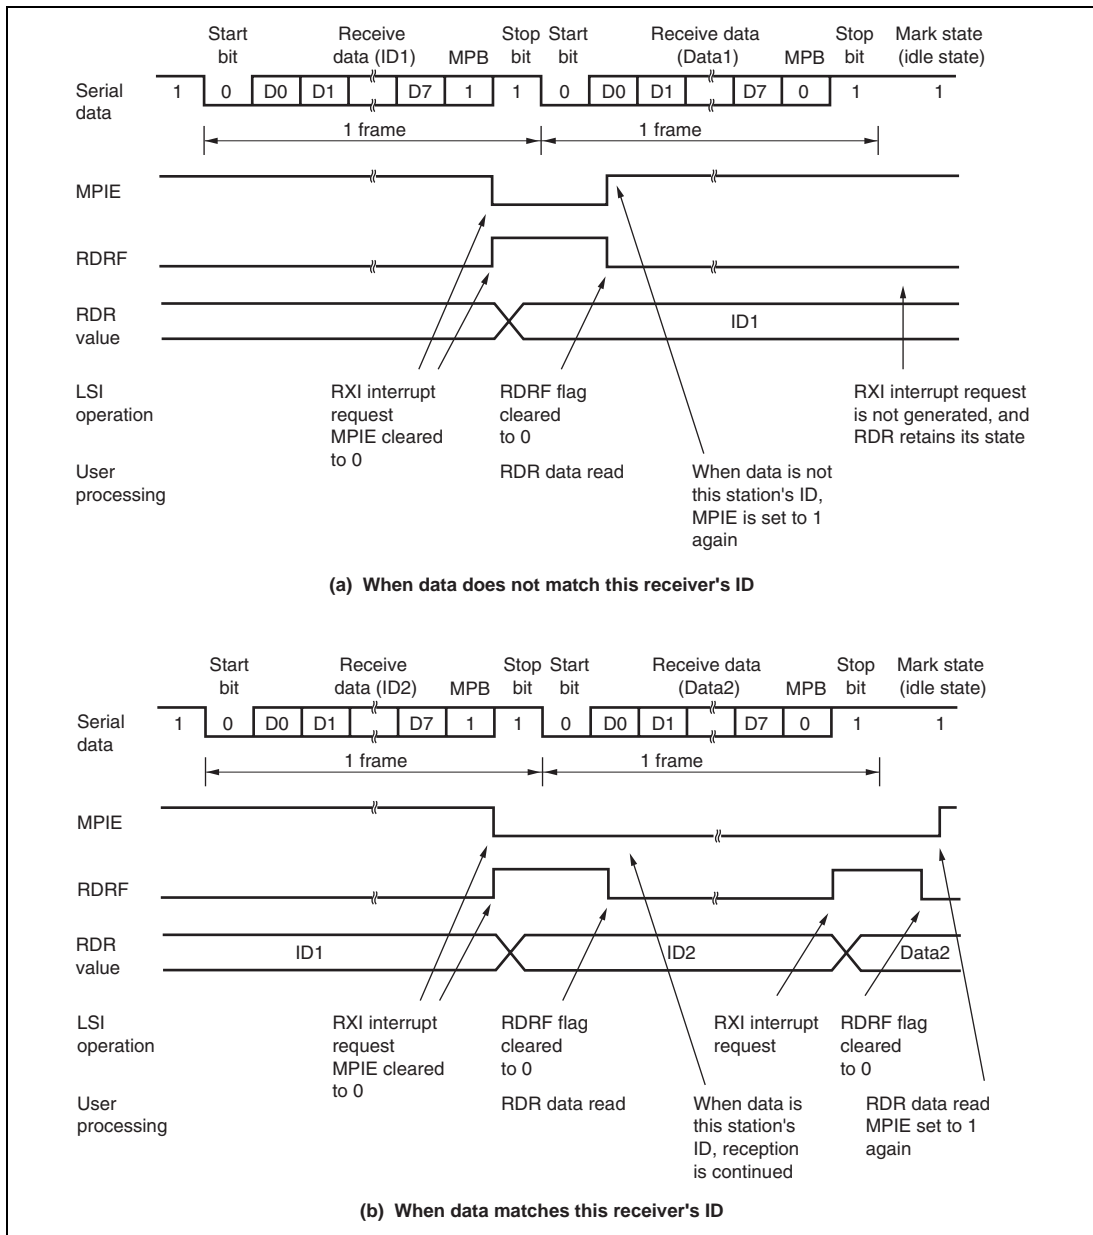 Start bit Receive data (ID1) MPB Stop bit Start bit Receive data (Data1) MPB Stop bit Mark state (idle state)
Serial data 1 0 D0 D1 D7 1 1 0 D0 D1 D7 0 1 1
1 frame 1 frame
MPIE
RDRF
RDR value ID1
LSI operation
RXI interrupt request MPIE cleared to 0
RDRF flag cleared to 0
RXI interrupt request is not generated, and RDR retains its state
User processing
RDR data read
When data is not this station's ID, MPIE is set to 1 again
(a) When data does not match this receiver's ID
Start bit Receive data (ID2) MPB Stop bit Start bit Receive data (Data2) MPB Stop bit Mark state (idle state)
Serial data 1 0 D0 D1 D7 1 1 0 D0 D1 D7 0 1 1
1 frame 1 frame
MPIE
RDRF
RDR value ID1 ID2 Data2
LSI operation
RXI interrupt request MPIE cleared to 0
RDRF flag cleared to 0
RXI interrupt request
RDRF flag cleared to 0
User processing
RDR data read
When data is this station's ID, reception is continued
RDR data read MPIE set to 1 again
(b) When data matches this receiver's ID